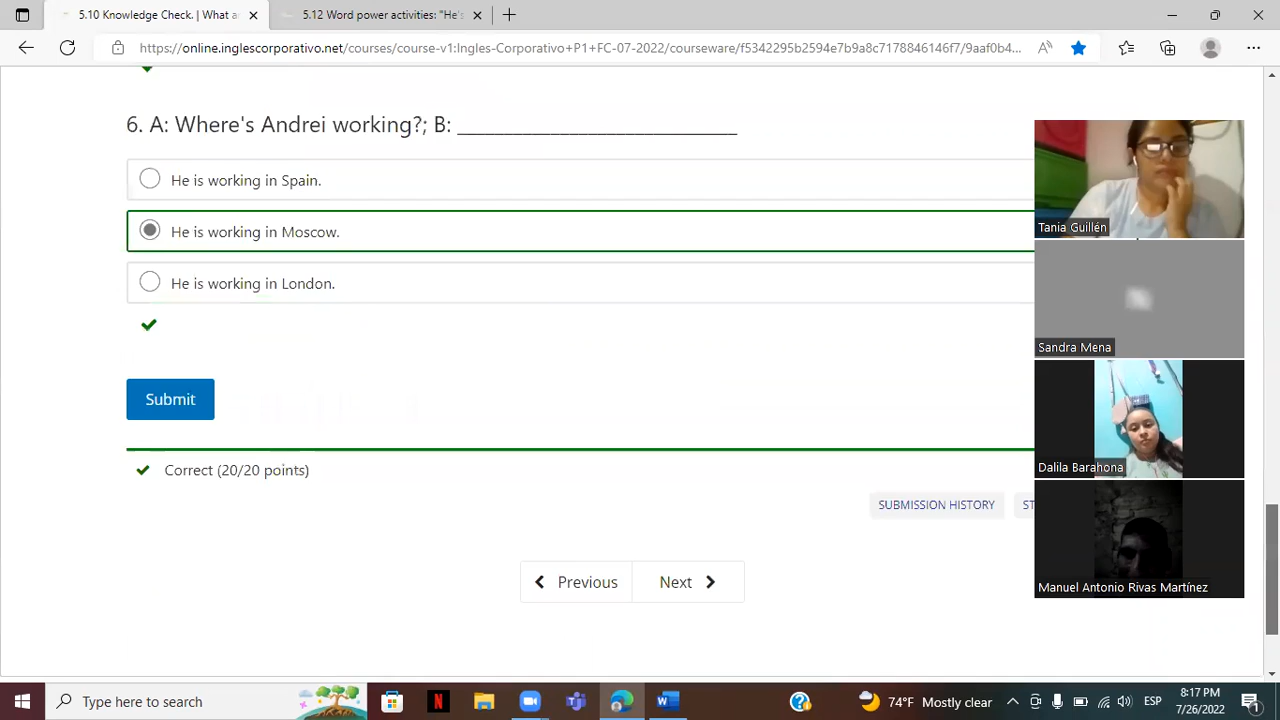 5.10 Knowledge Check. | What a
5.12 Word power activities: "He's
https://online.inglescorporativo.net/courses/course-v1:Ingles-Corporativo+P1+FC-07-2022/courseware/f5342295b2594e7b9a8c7178846146f7/9aaf0b4...
6. A: Where's Andrei working?; B: ______________________________
He is working in Spain.
He is working in Moscow.
He is working in London.
Submit
Correct (20/20 points)
SUBMISSION HISTORY
ST
Previous
Next
Tania Guillén
Sandra Mena
Dalila Barahona
Manuel Antonio Rivas Martínez
Type here to search
74°F Mostly clear
ESP
8:17 PM
7/26/2022
1